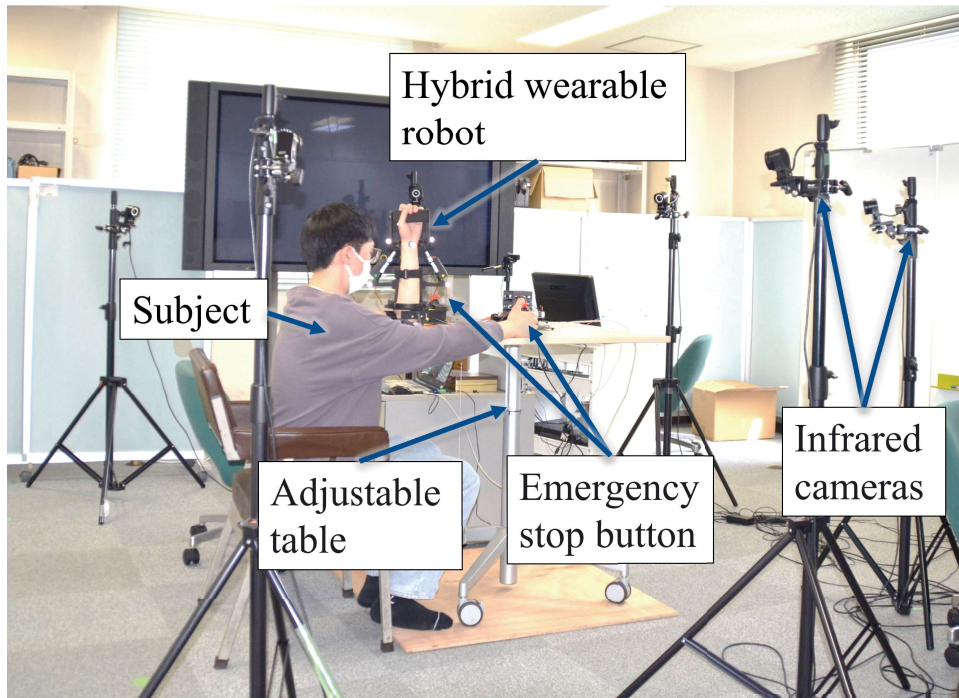 Hybrid wearable
robot
Subject
Adjustable
table
Emergency
stop button
Infrared
cameras